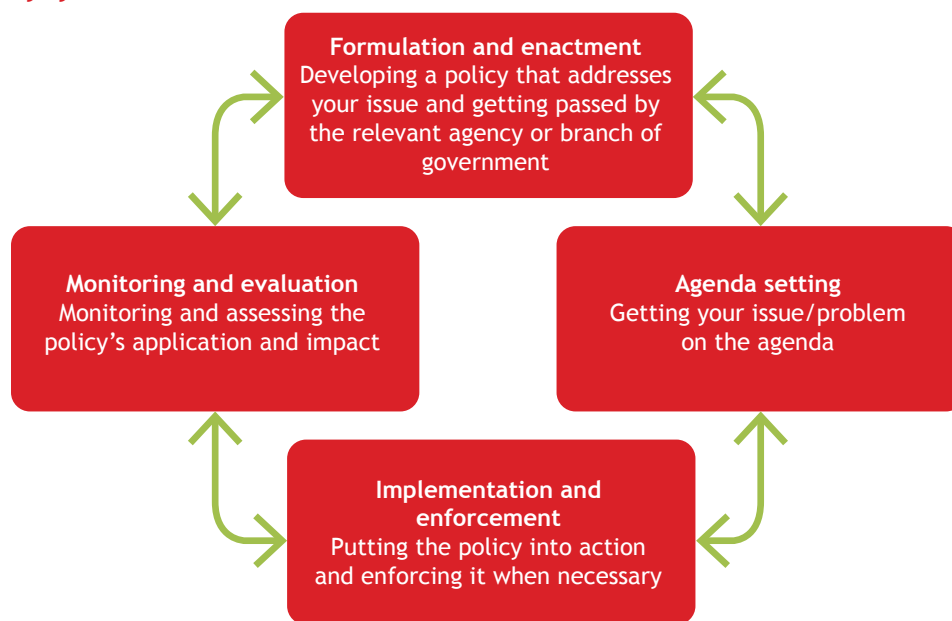 Formulation and enactment
Developing a policy that addresses
your issue and getting passed by
the relevant agency or branch of
government
Monitoring and evaluation
Monitoring and assessing the
policy's application and impact
Agenda setting
Getting your issue/problem
on the agenda
Implementation and
enforcement
Putting the policy into action
and enforcing it when necessary